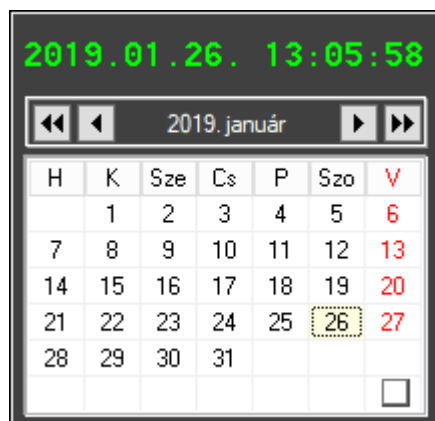 2019.01.26. 13:05:58
2019. január
H K Sze Cs P Szo V
1 2 3 4 5 6
7 8 9 10 11 12 13
14 15 16 17 18 19 20
21 22 23 24 25 26 27
28 29 30 31